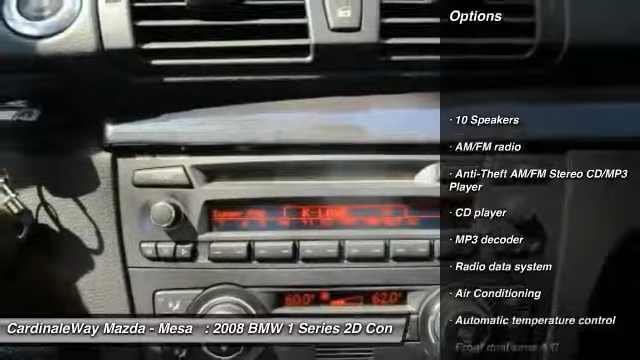 Options
· 10 Speakers
· AM/FM radio
· Anti-Theft AM/FM Stereo CD/MP3
Player
· CD player
· MP3 decoder
· Radio data system
· Air Conditioning
· Automatic temperature control
K-LOVE
CardinaleWay Mazda - Mesa : 2008 BMW 1 Series 2D Con